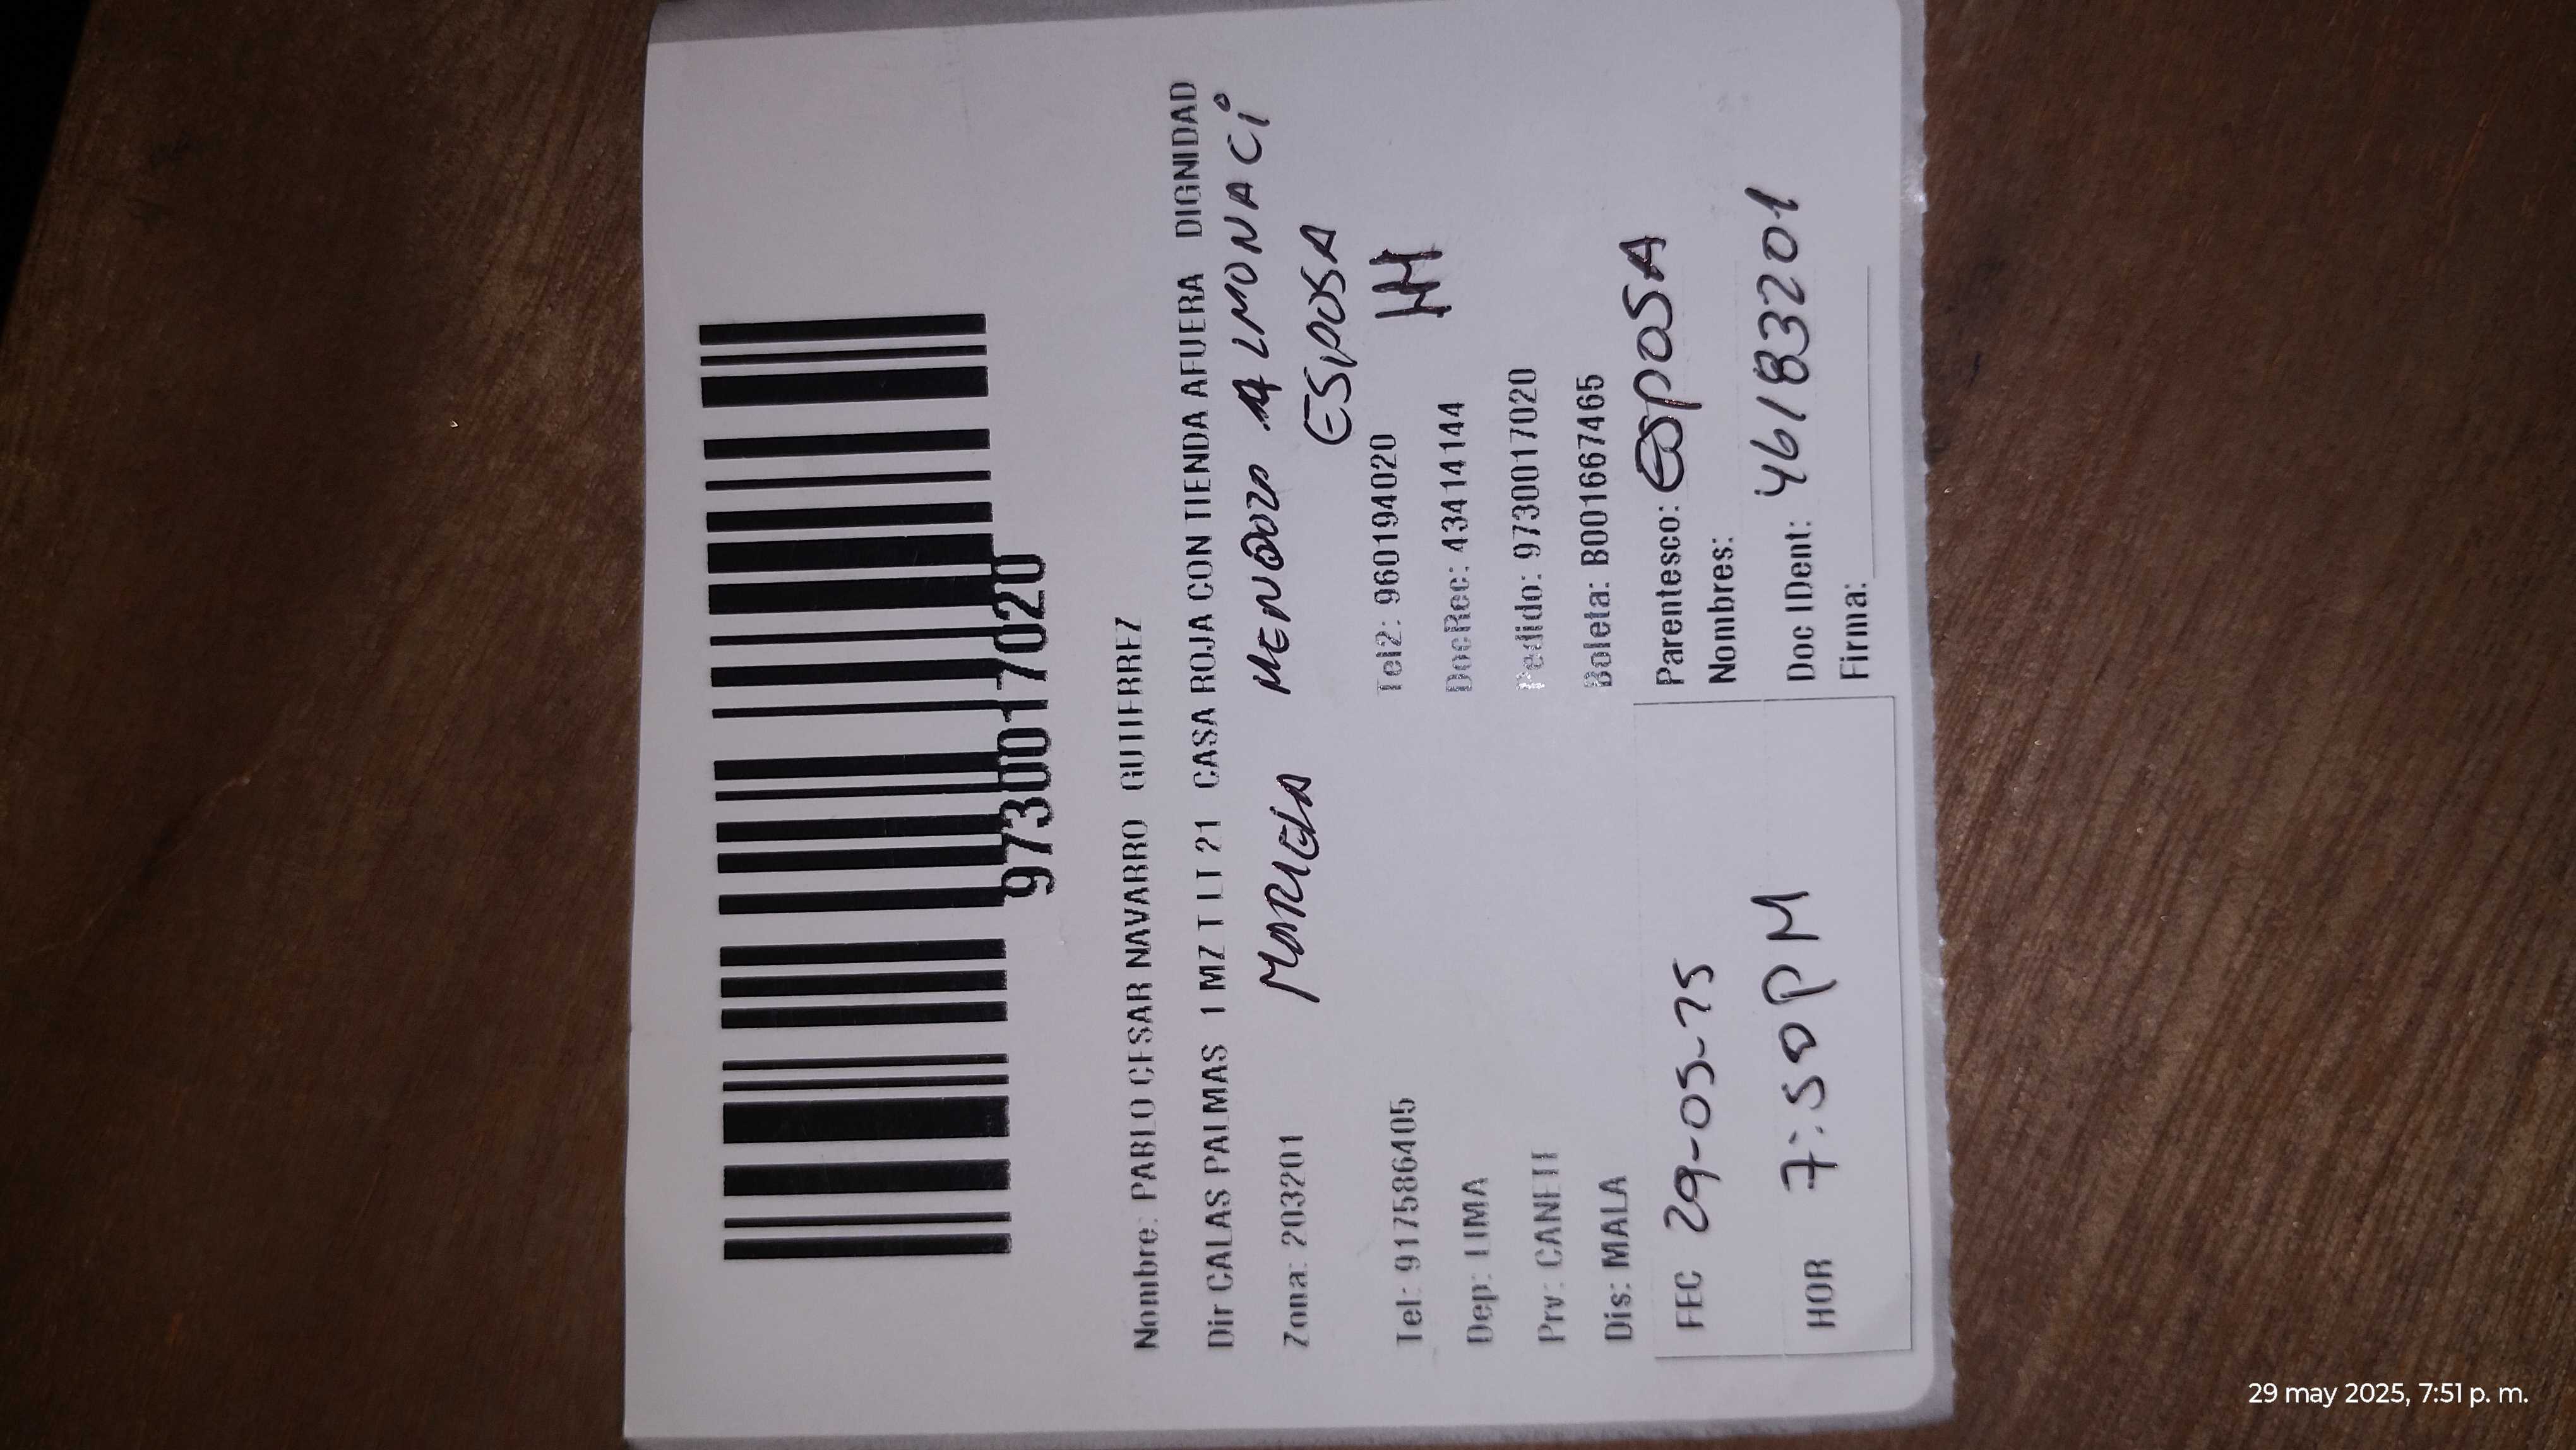 9730017020
Nombre: PABLO CESAR NAVARRO GUTIERREZ
Dir CALAS PALMAS 1 MZ T LT 21 CASA ROJA CON TIENDA AFUERA DIGNIDAD
Zona: 203201
MARIELA MENDOZA ALMONACI
ESPOSA
Tel: 917586405 Tel2: 960194020
Dep: LIMA DocRec: 43414144
Prv: CANETE Pedido: 9730017020
Dis: MALA Boleta: B001667465
FEC 29-05-25 Parentesco: ESPOSA
Nombres:
HOR 7:50PM Doc IDent: 46183201
Firma:
29 may 2025, 7:51 p. m.